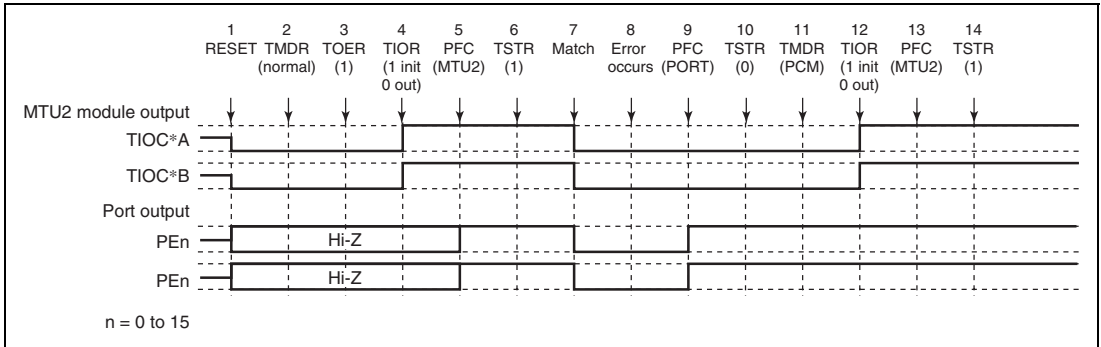 1 2 3 4 5 6 7 8 9 10 11 12 13 14
RESET TMDR TOER TIOR PFC TSTR Match Error PFC TSTR TMDR TIOR PFC TSTR
(normal) (1) (1 init (MTU2) (1) occurs (PORT) (0) (PCM) (1 init (MTU2) (1)
0 out) 0 out)
MTU2 module output
TIOC*A
TIOC*B
Port output
PEn Hi-Z
PEn Hi-Z
n = 0 to 15